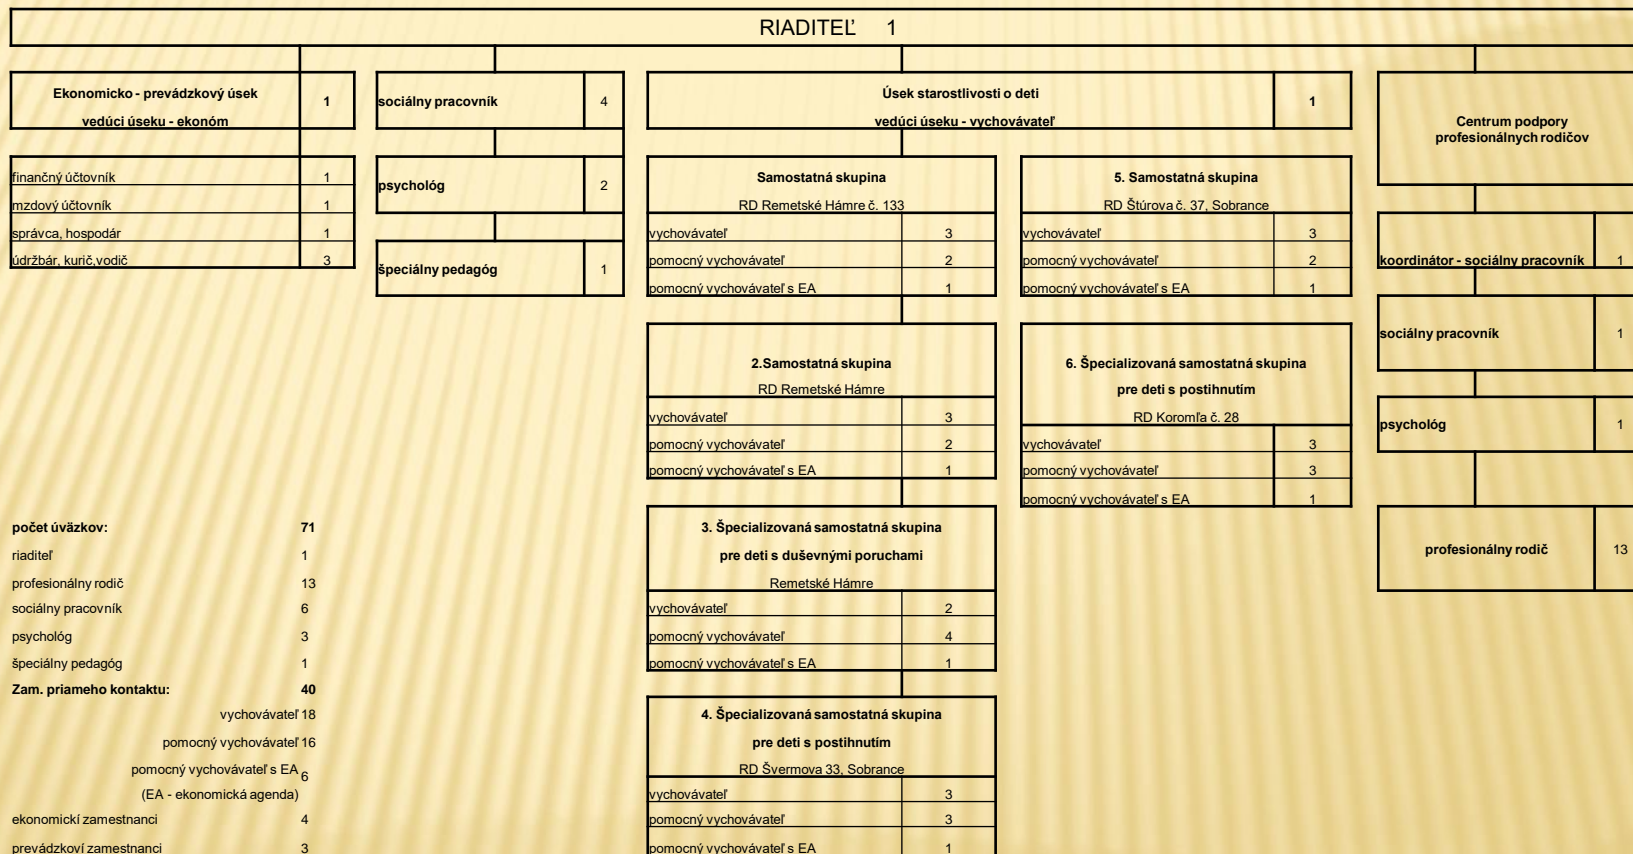 RIADITEĽ 1
Ekonomicko - prevádzkový úsek
vedúci úseku - ekonóm
1
finančný účtovník 1
mzdový účtovník 1
správca, hospodár 1
údržbár, kurič,vodič 3
sociálny pracovník 4
psychológ 2
špeciálny pedagóg 1
Úsek starostlivosti o deti
vedúci úseku - vychovávateľ
1
Samostatná skupina
RD Remetské Hámre č. 133
vychovávateľ 3
pomocný vychovávateľ 2
pomocný vychovávateľ s EA 1
2.Samostatná skupina
RD Remetské Hámre
vychovávateľ 3
pomocný vychovávateľ 2
pomocný vychovávateľ s EA 1
3. Špecializovaná samostatná skupina
pre deti s duševnými poruchami
Remetské Hámre
vychovávateľ 2
pomocný vychovávateľ 4
pomocný vychovávateľ s EA 1
4. Špecializovaná samostatná skupina
pre deti s postihnutím
RD Švermova 33, Sobrance
vychovávateľ 3
pomocný vychovávateľ 3
pomocný vychovávateľ s EA 1
5. Samostatná skupina
RD Štúrova č. 37, Sobrance
vychovávateľ 3
pomocný vychovávateľ 2
pomocný vychovávateľ s EA 1
6. Špecializovaná samostatná skupina
pre deti s postihnutím
RD Koromľa č. 28
vychovávateľ 3
pomocný vychovávateľ 3
pomocný vychovávateľ s EA 1
Centrum podpory
profesionálnych rodičov
koordinátor - sociálny pracovník 1
sociálny pracovník 1
psychológ 1
profesionálny rodič 13
počet úväzkov: 71
riaditeľ 1
profesionálny rodič 13
sociálny pracovník 6
psychológ 3
špeciálny pedagóg 1
Zam. priameho kontaktu: 40
vychovávateľ 18
pomocný vychovávateľ 16
pomocný vychovávateľ s EA 6
(EA - ekonomická agenda)
ekonomickí zamestnanci 4
prevádzkoví zamestnanci 3